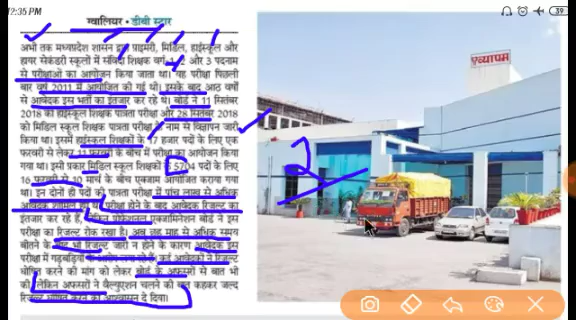 12:35 PM
39
ग्वालियर • डीबी स्टार
अभी तक मध्यप्रदेश शासन द्वारा प्राइमरी, मिडिल, हाईस्कूल और
हायर सेकंडरी स्कूलों में संविदा शिक्षक वर्ग 1, 2 और 3 पदनाम
से परीक्षाओं का आयोजन किया जाता था। यह परीक्षा पिछली
बार वर्ष 2011 में आयोजित की गई थी। इसके बाद आठ वर्षों
से आवेदक इस भर्ती का इंतजार कर रहे थे। बोर्ड ने 11 सितंबर
2018 को हाईस्कूल शिक्षक पात्रता परीक्षा और 28 सितंबर 2018
को मिडिल स्कूल शिक्षक पात्रता परीक्षा के नाम से विज्ञापन जारी
किया था। इसमें हाईस्कूल शिक्षकों के 17 हजार पदों के लिए एक
फरवरी से लेकर 11 फरवरी के बीच में परीक्षा का आयोजन किया
गया था। इसी प्रकार मिडिल स्कूल शिक्षकों के 5704 पदों के लिए
16 फरवरी से 10 मार्च के बीच एक्जाम आयोजित कराया गया
था। इन दोनों ही पदों की पात्रता परीक्षा में पांच लाख से अधिक
आवेदक शामिल हुए थे। परीक्षा होने के बाद आवेदक रिजल्ट का
इंतजार कर रहे हैं, लेकिन प्रोफेशनल एक्जामिनेशन बोर्ड ने इस
परीक्षा का रिजल्ट रोक रखा है। अब छह माह से अधिक समय
बीतने के बाद भी रिजल्ट जारी न होने के कारण आवेदक इस
परीक्षा में गड़बड़ियों के आरोप लगा रहे हैं। कई आवेदकों ने रिजल्ट
घोषित करने की मांग को लेकर बोर्ड के अफसरों से बात भी
की, लेकिन अफसरों ने वैल्युएशन चलने की बात कहकर जल्द
रिजल्ट घोषित करने का आश्वासन दे दिया।
व्यापम
2